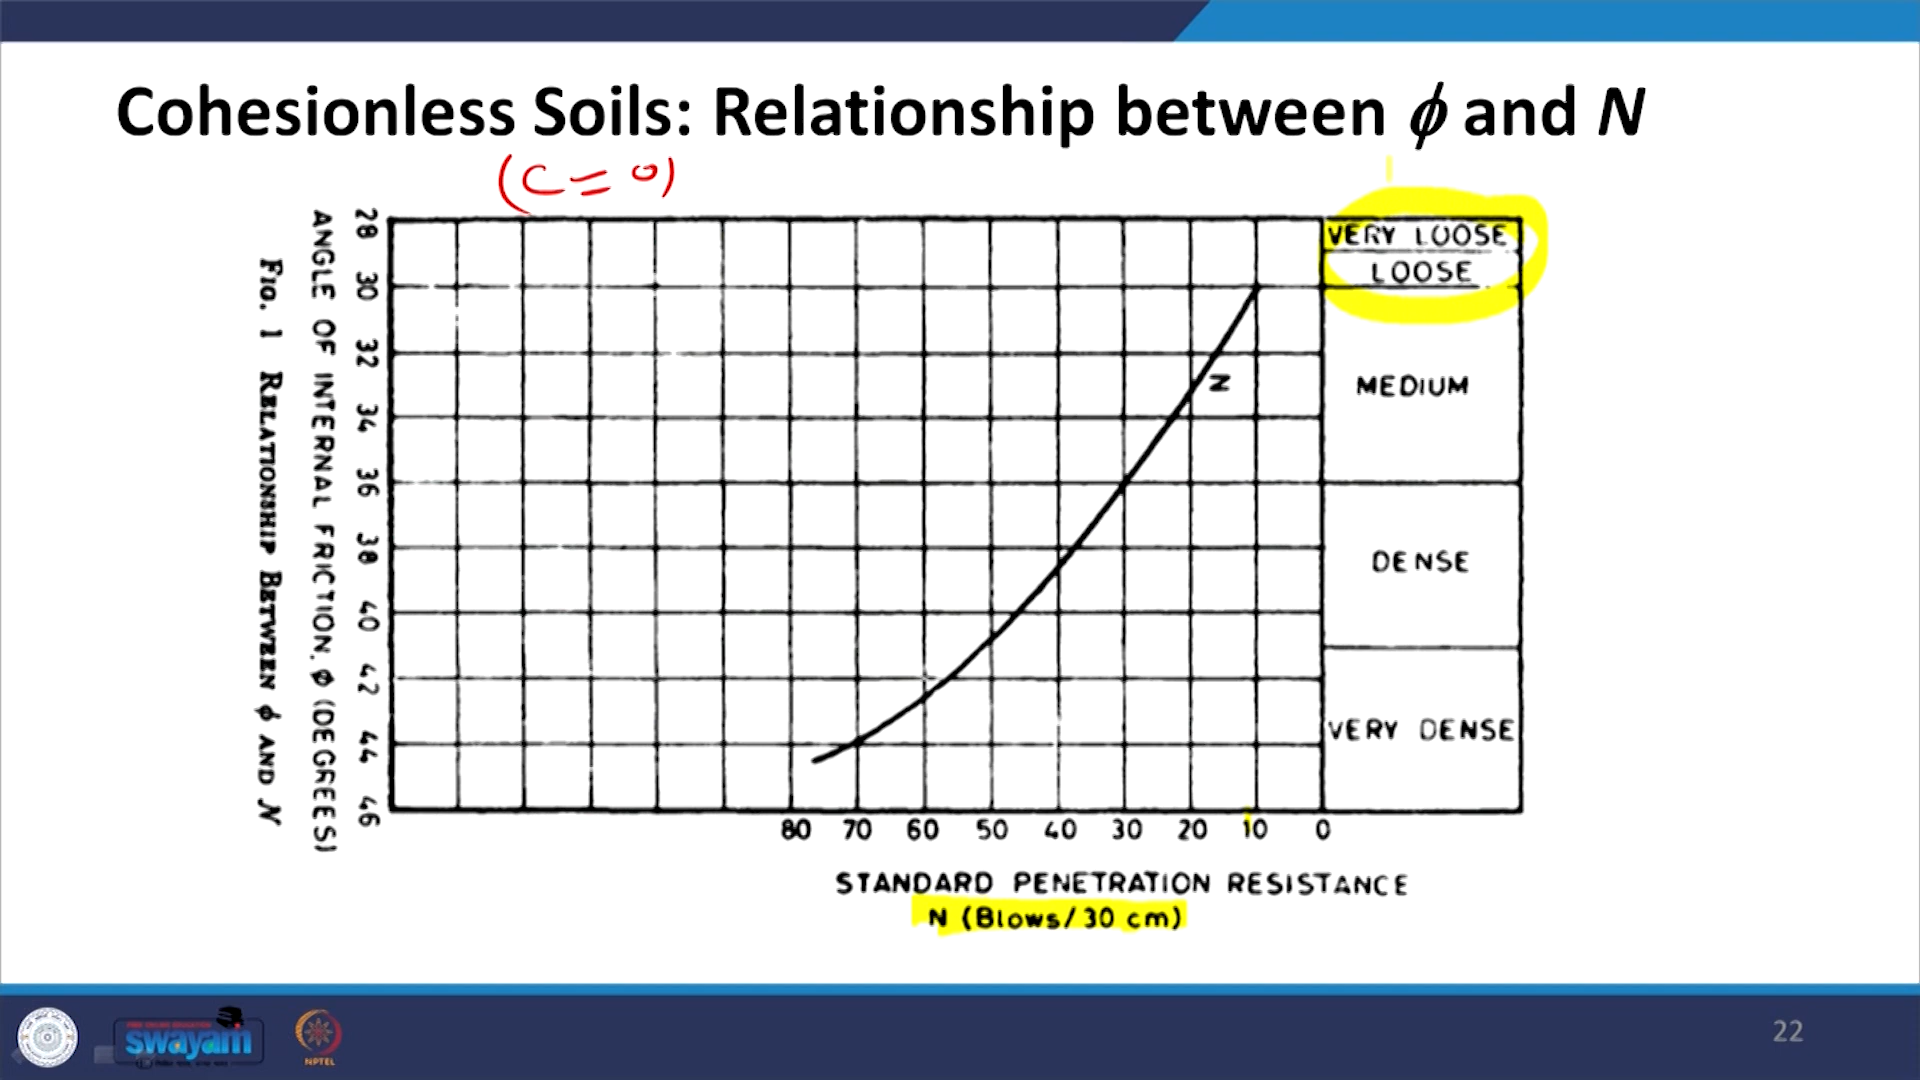 Cohesionless Soils: Relationship between ϕ and N
(C = 0)
28
30
32
34
36
38
40
42
44
46
ANGLE OF INTERNAL FRICTION, Ø (DEGREES)
FIG. 1 RELATIONSHIP BETWEEN ϕ AND N
N
VERY LOOSE
LOOSE
MEDIUM
DENSE
VERY DENSE
80 70 60 50 40 30 20 10 0
STANDARD PENETRATION RESISTANCE
N (Blows/30 cm)
swayam
NPTEL
22